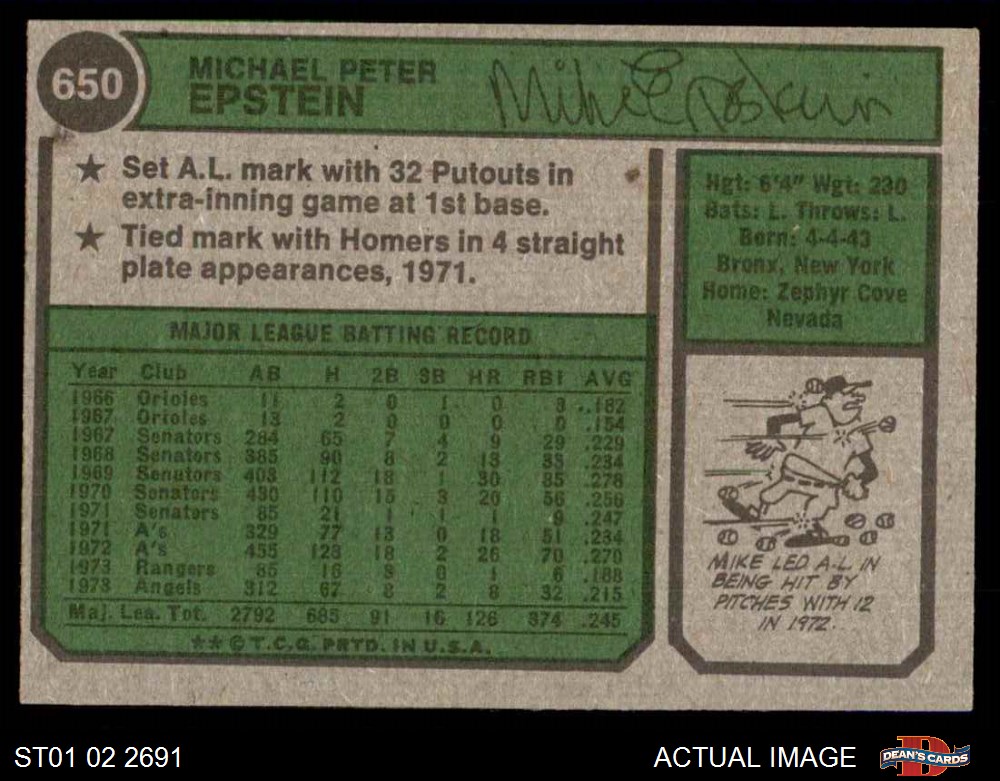 650
MICHAEL PETER
EPSTEIN
Mike Epstein
★ Set A.L. mark with 32 Putouts in
extra-inning game at 1st base.
★ Tied mark with Homers in 4 straight
plate appearances, 1971.
Hgt: 6'4" Wgt: 230
Bats: L. Throws: L.
Born: 4-4-43
Bronx, New York
Home: Zephyr Cove
Nevada
MAJOR LEAGUE BATTING RECORD
Year Club AB H 2B 3B HR RBI AVG
1966 Orioles 11 2 0 1 0 3 .182
1967 Orioles 13 2 0 0 0 0 .154
1967 Senators 284 65 7 4 9 29 .229
1968 Senators 385 90 8 2 13 33 .234
1969 Senators 403 112 18 1 30 85 .278
1970 Senators 430 110 15 3 20 56 .256
1971 Senators 85 21 1 1 1 9 .247
1971 A's 329 77 13 0 18 51 .234
1972 A's 455 123 18 2 26 70 .270
1973 Rangers 85 16 3 0 1 6 .188
1973 Angels 312 67 8 2 8 32 .215
Maj. Lea. Tot. 2792 685 91 16 126 374 .245
★★ © T.C.G. PRTD. IN U.S.A.
MIKE LED A.L. IN
BEING HIT BY
PITCHES WITH 12
IN 1972.
ST01 02 2691
ACTUAL IMAGE
D
DEAN'S CARDS